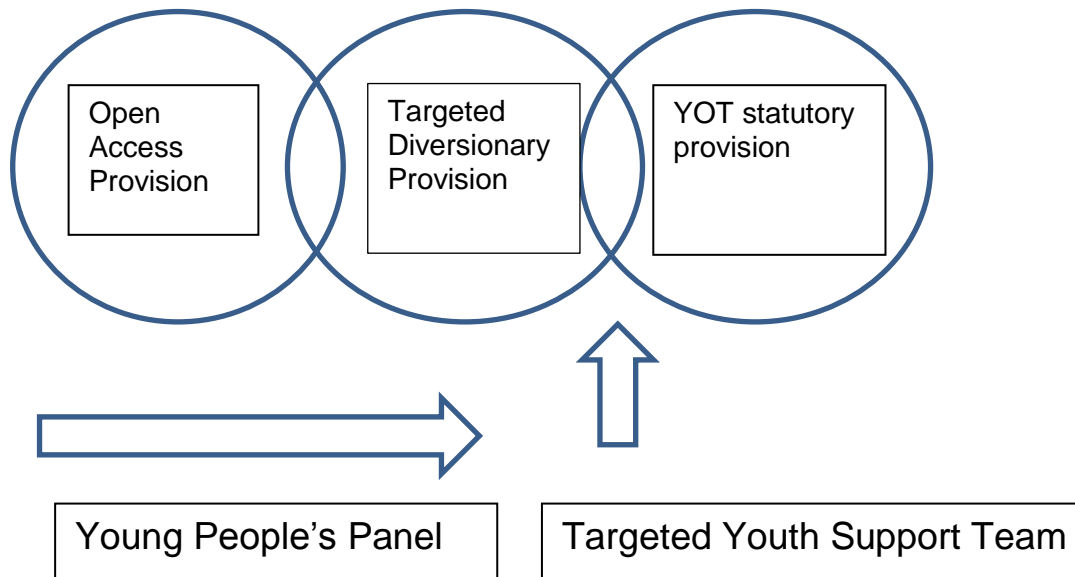 Open
Access
Provision
Targeted
Diversionary
Provision
YOT statutory
provision
Young People’s Panel
Targeted Youth Support Team